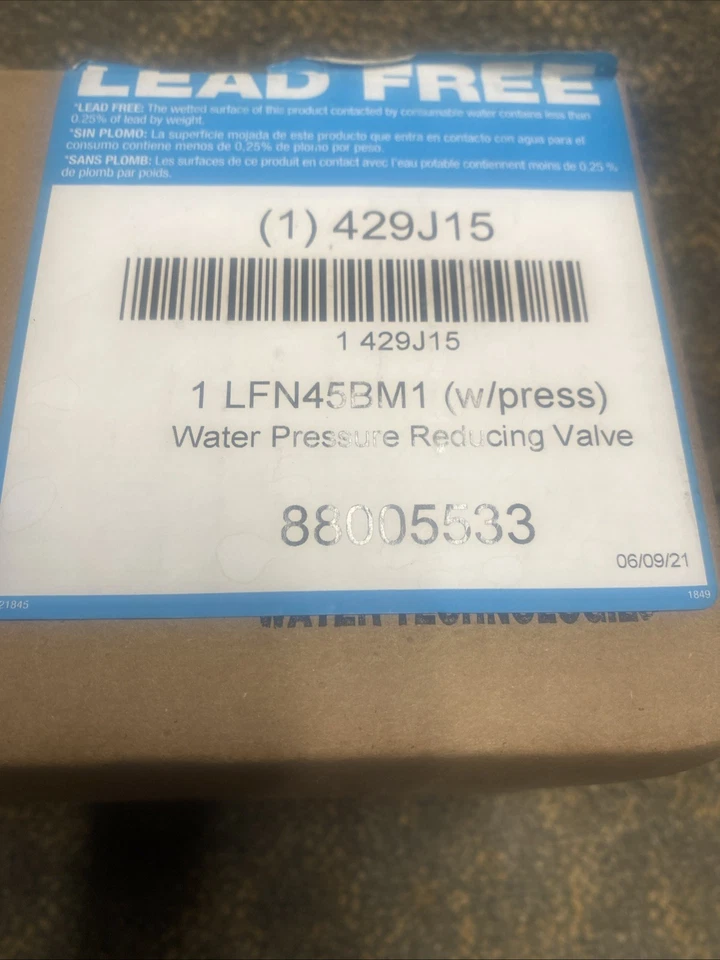 LEAD FREE
*LEAD FREE: The wetted surface of this product contacted by consumable water contains less than
0.25% of lead by weight.
*SIN PLOMO: La superficie mojada de este producto que entra en contacto con agua para el
consumo contiene menos de 0,25% de plomo por peso.
*SANS PLOMB: Les surfaces de ce produit en contact avec l'eau potable contiennent moins de 0,25 %
de plomb par poids.
(1) 429J15
1 429J15
1 LFN45BM1 (w/press)
Water Pressure Reducing Valve
88005533
06/09/21
21845
1849
WATER TECHNOLOGIES